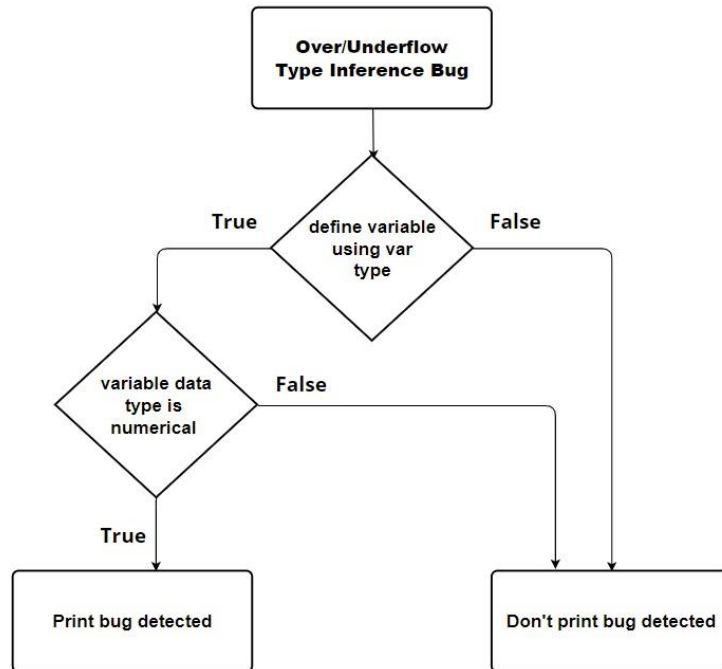 Over/Underflow
Type Inference Bug
True
define variable
using var
type
False
variable data
type is
numerical
False
True
Print bug detected
Don't print bug detected